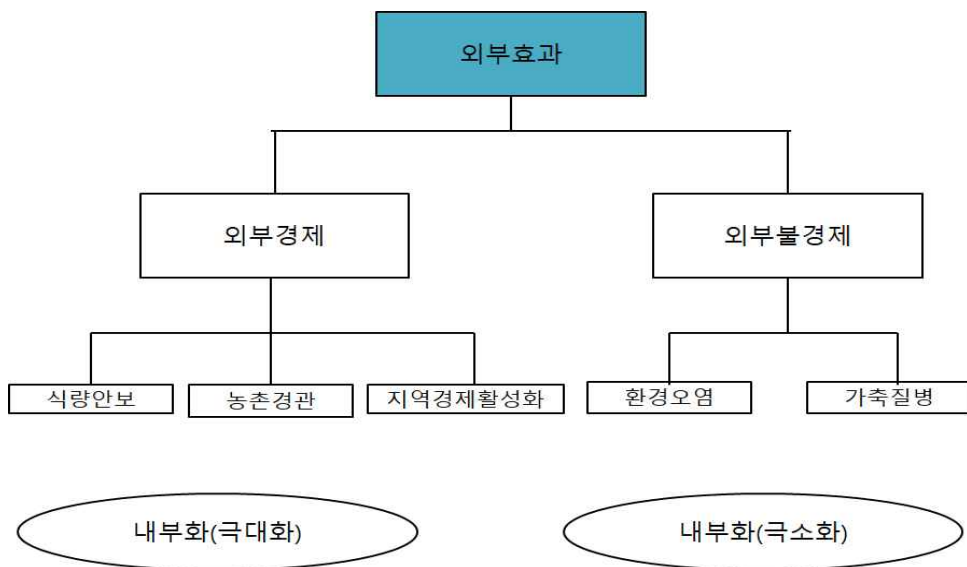 외부효과
외부경제
외부불경제
식량안보
농촌경관
지역경제활성화
환경오염
가축질병
내부화(극대화)
내부화(극소화)